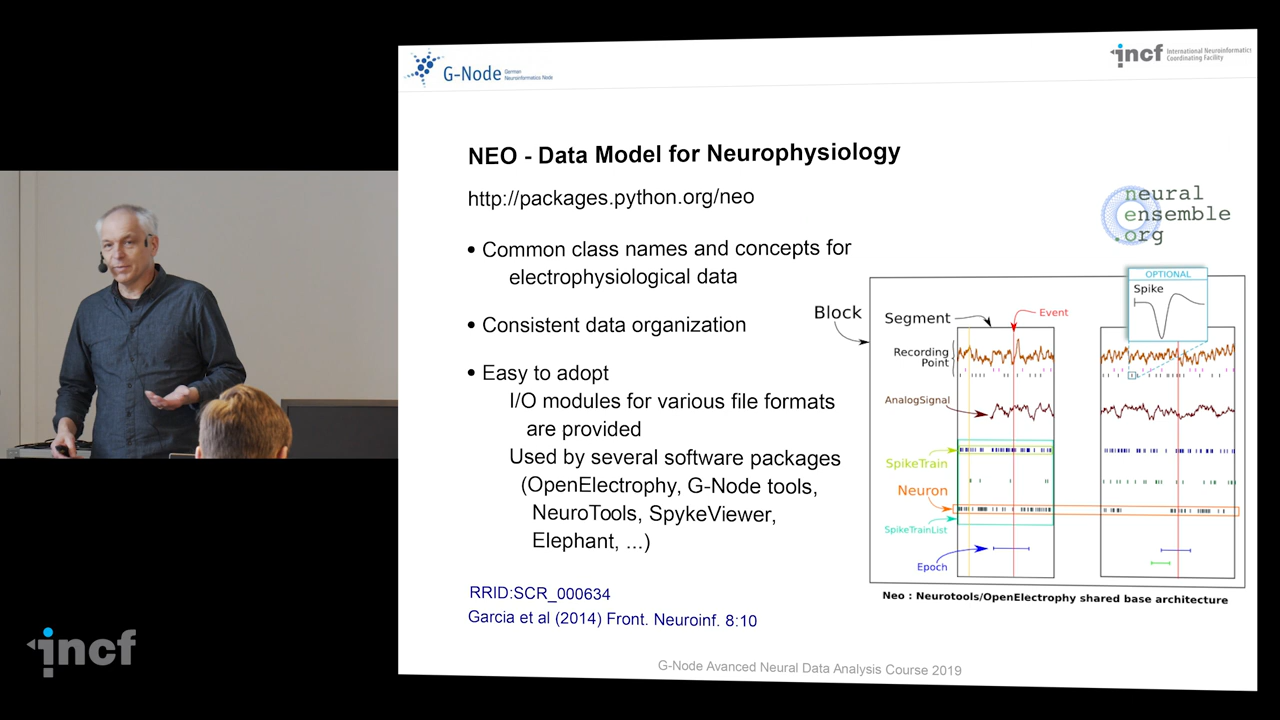 G-Node German
Neuroinformatics Node
incf International Neuroinformatics
Coordinating Facility
NEO - Data Model for Neurophysiology
http://packages.python.org/neo
• Common class names and concepts for
electrophysiological data
• Consistent data organization
• Easy to adopt
I/O modules for various file formats
are provided
Used by several software packages
(OpenElectrophy, G-Node tools,
NeuroTools, SpykeViewer,
Elephant, ...)
RRID:SCR_000634
Garcia et al (2014) Front. Neuroinf. 8:10
neural
ensemble
.org
OPTIONAL
Spike
Block
Segment
Event
Recording
Point
AnalogSignal
SpikeTrain
Neuron
SpikeTrainList
Epoch
Neo : Neurotools/OpenElectrophy shared base architecture
G-Node Avanced Neural Data Analysis Course 2019
incf